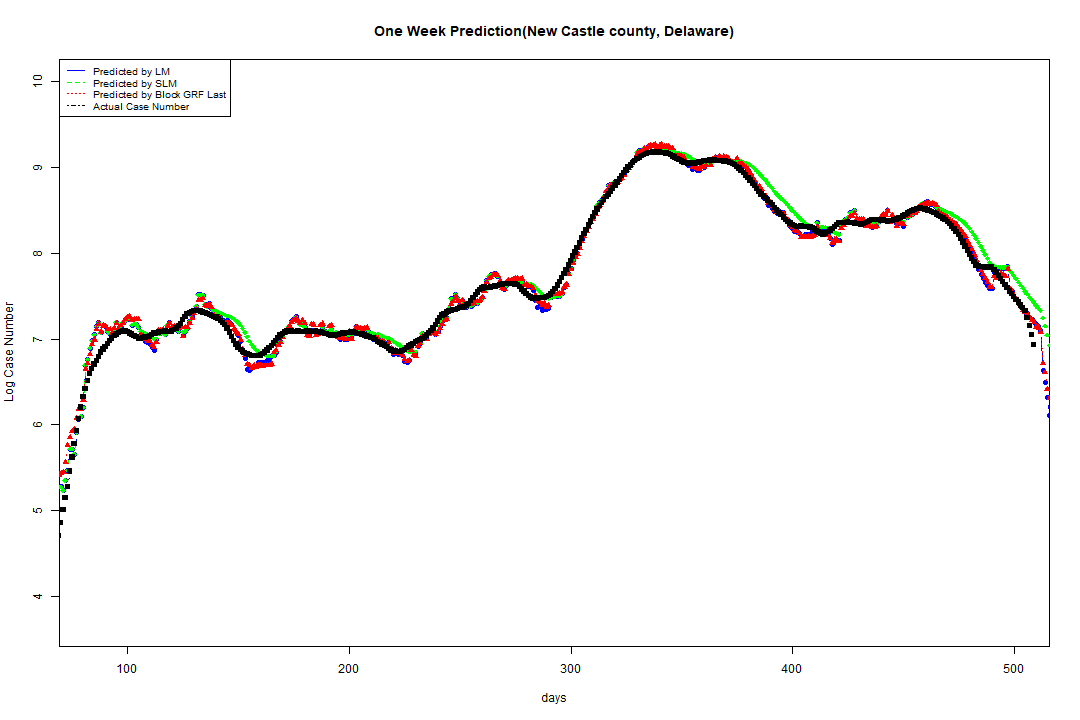 One Week Prediction(New Castle county, Delaware)
Predicted by LM
Predicted by SLM
Predicted by Block GRF Last
Actual Case Number
10
9
8
7
6
5
4
Log Case Number
100 200 300 400 500
days